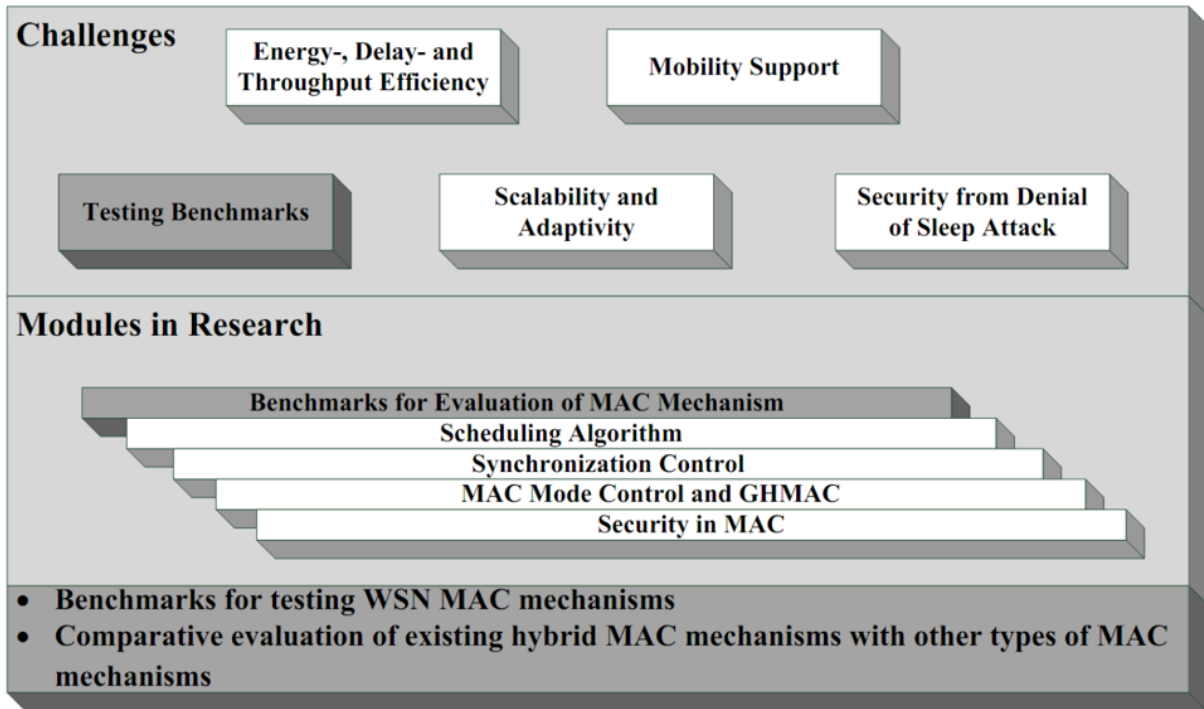 Challenges
Energy-, Delay- and
Throughput Efficiency
Mobility Support
Testing Benchmarks
Scalability and
Adaptivity
Security from Denial
of Sleep Attack
Modules in Research
Benchmarks for Evaluation of MAC Mechanism
Scheduling Algorithm
Synchronization Control
MAC Mode Control and GHMAC
Security in MAC
• Benchmarks for testing WSN MAC mechanisms
• Comparative evaluation of existing hybrid MAC mechanisms with other types of MAC
mechanisms